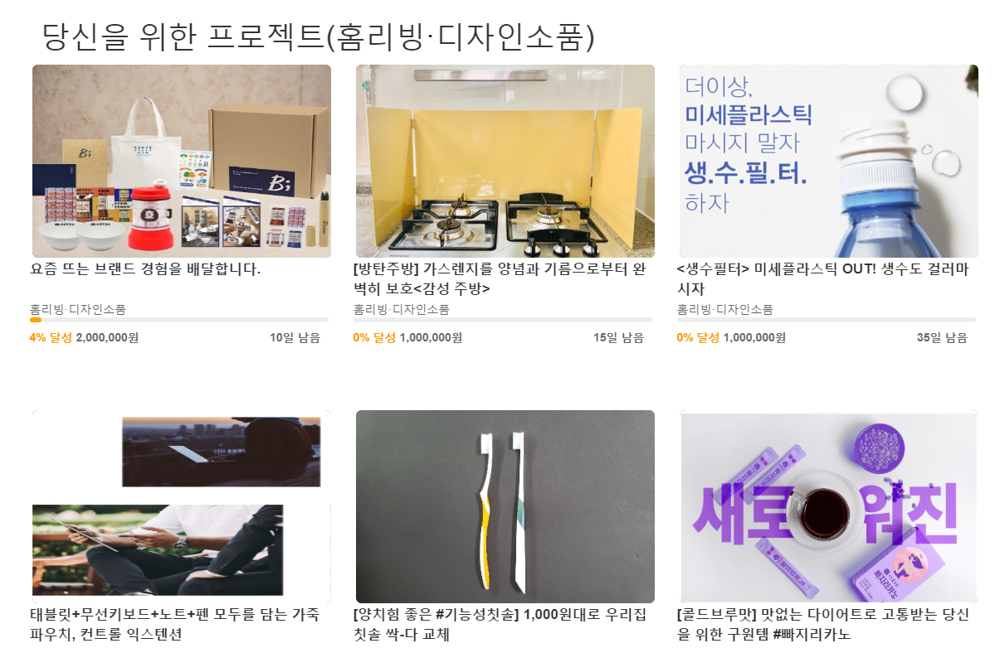 당신을 위한 프로젝트(홈리빙·디자인소품)
B;
B;
더이상,
미세플라스틱
마시지 말자
생.수.필.터.
하자
요즘 뜨는 브랜드 경험을 배달합니다.
홈리빙·디자인소품
4% 달성 2,000,000원
10일 남음
[방탄주방] 가스렌지를 양념과 기름으로부터 완
벽히 보호<감성 주방>
홈리빙·디자인소품
0% 달성 1,000,000원
15일 남음
<생수필터> 미세플라스틱 OUT! 생수도 걸러마
시자
홈리빙·디자인소품
0% 달성 1,000,000원
35일 남음
새로워진
빠지리카노
태블릿+무선키보드+노트+펜 모두를 담는 가죽
파우치, 컨트롤 익스텐션
[양치힘 좋은 #기능성칫솔] 1,000원대로 우리집
칫솔 싹-다 교체
[콜드브루맛] 맛없는 다이어트로 고통받는 당신
을 위한 구원템 #빠지리카노